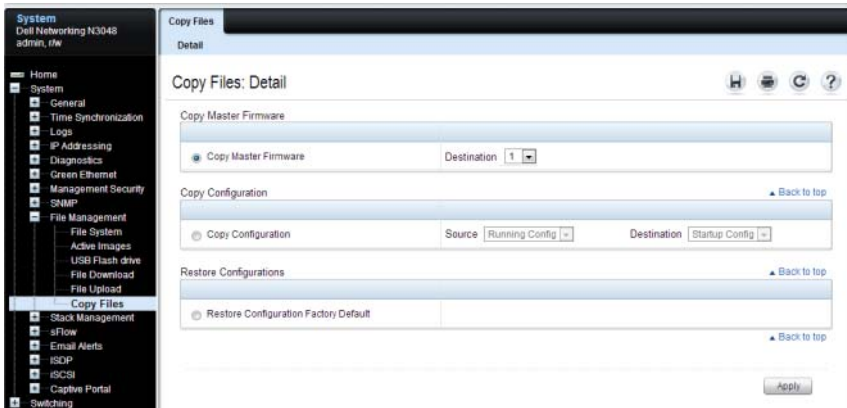 System
Dell Networking N3048
admin, r/w
Home
System
General
Time Synchronization
Logs
IP Addressing
Diagnostics
Green Ethernet
Management Security
SNMP
File Management
File System
Active Images
USB Flash drive
File Download
File Upload
Copy Files
Stack Management
sFlow
Email Alerts
ISDP
iSCSI
Captive Portal
Switching
Copy Files
Detail
Copy Files: Detail
Copy Master Firmware
Copy Master Firmware Destination 1
Copy Configuration Back to top
Copy Configuration Source Running Config Destination Startup Config
Restore Configurations Back to top
Restore Configuration Factory Default
Back to top
Apply